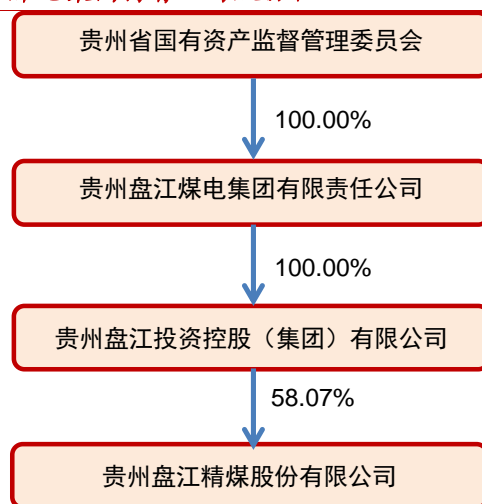 贵州省国有资产监督管理委员会
100.00%
贵州盘江煤电集团有限责任公司
100.00%
贵州盘江投资控股（集团）有限公司
58.07%
贵州盘江精煤股份有限公司